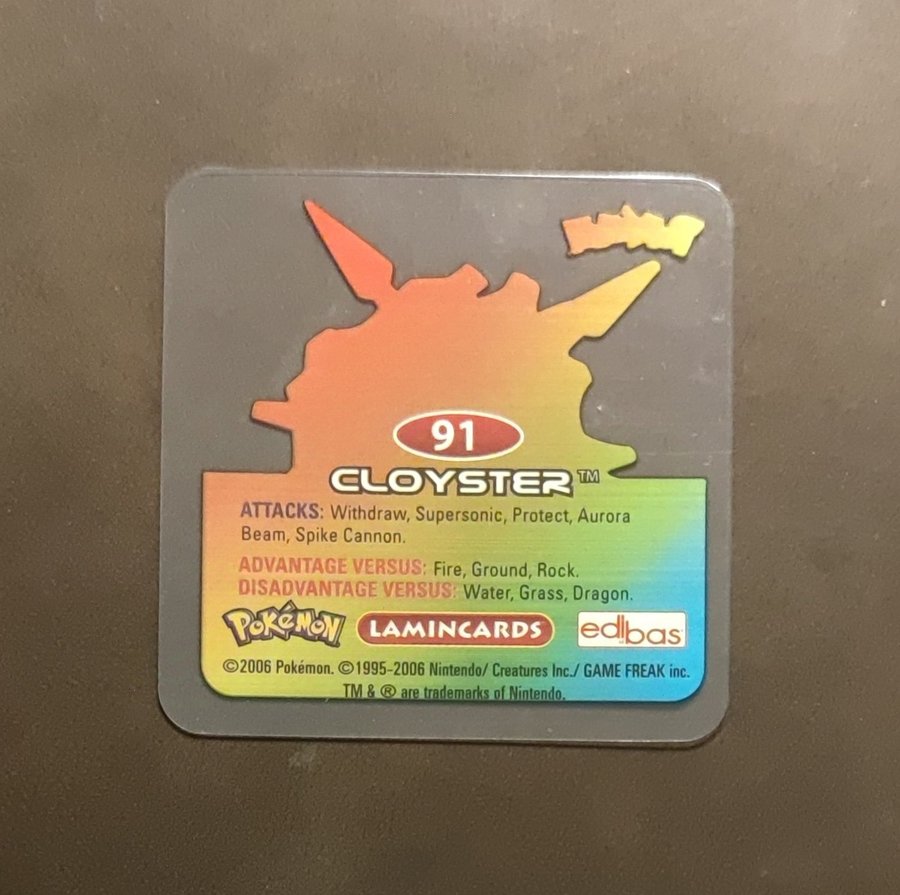 91
CLOYSTER™
ATTACKS: Withdraw, Supersonic, Protect, Aurora
Beam, Spike Cannon.
ADVANTAGE VERSUS: Fire, Ground, Rock.
DISADVANTAGE VERSUS: Water, Grass, Dragon.
POKéMON LAMINCARDS edibas
©2006 Pokémon. ©1995-2006 Nintendo/ Creatures Inc./ GAME FREAK inc.
TM & ® are trademarks of Nintendo.